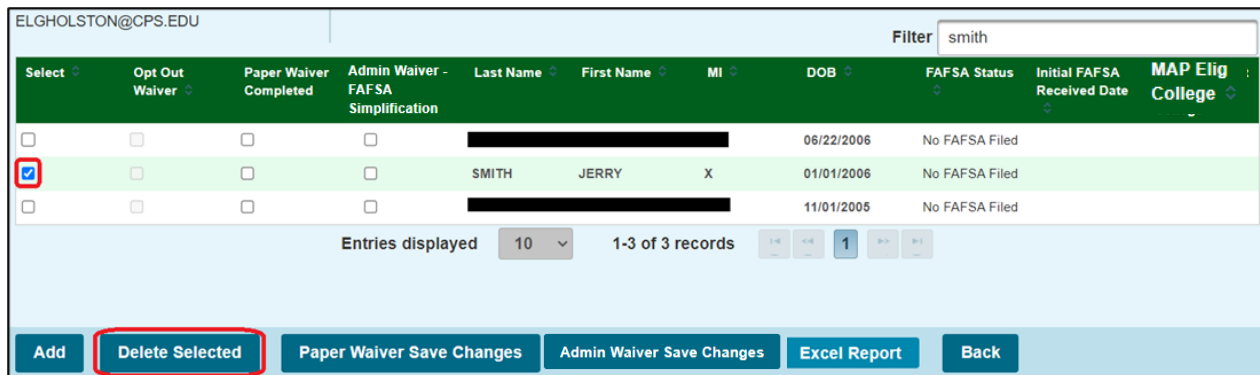 ELGHOLSTON@CPS.EDU
Filter smith
Select Opt Out Waiver Paper Waiver Completed Admin Waiver - FAFSA Simplification Last Name First Name MI DOB FAFSA Status Initial FAFSA Received Date MAP Elig College
06/22/2006 No FAFSA Filed
SMITH JERRY X 01/01/2006 No FAFSA Filed
11/01/2005 No FAFSA Filed
Entries displayed 10 1-3 of 3 records 1
Add Delete Selected Paper Waiver Save Changes Admin Waiver Save Changes Excel Report Back